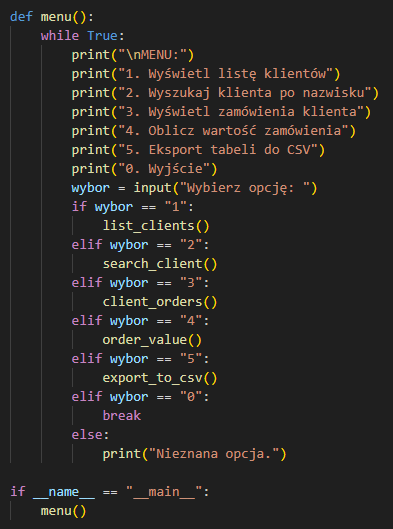 def menu():
    while True:
        print("\nMENU:")
        print("1. Wyświetl listę klientów")
        print("2. Wyszukaj klienta po nazwisku")
        print("3. Wyświetl zamówienia klienta")
        print("4. Oblicz wartość zamówienia")
        print("5. Eksport tabeli do CSV")
        print("0. Wyjście")
        wybor = input("Wybierz opcję: ")
        if wybor == "1":
            list_clients()
        elif wybor == "2":
            search_client()
        elif wybor == "3":
            client_orders()
        elif wybor == "4":
            order_value()
        elif wybor == "5":
            export_to_csv()
        elif wybor == "0":
            break
        else:
            print("Nieznana opcja.")

if __name__ == "__main__":
    menu()